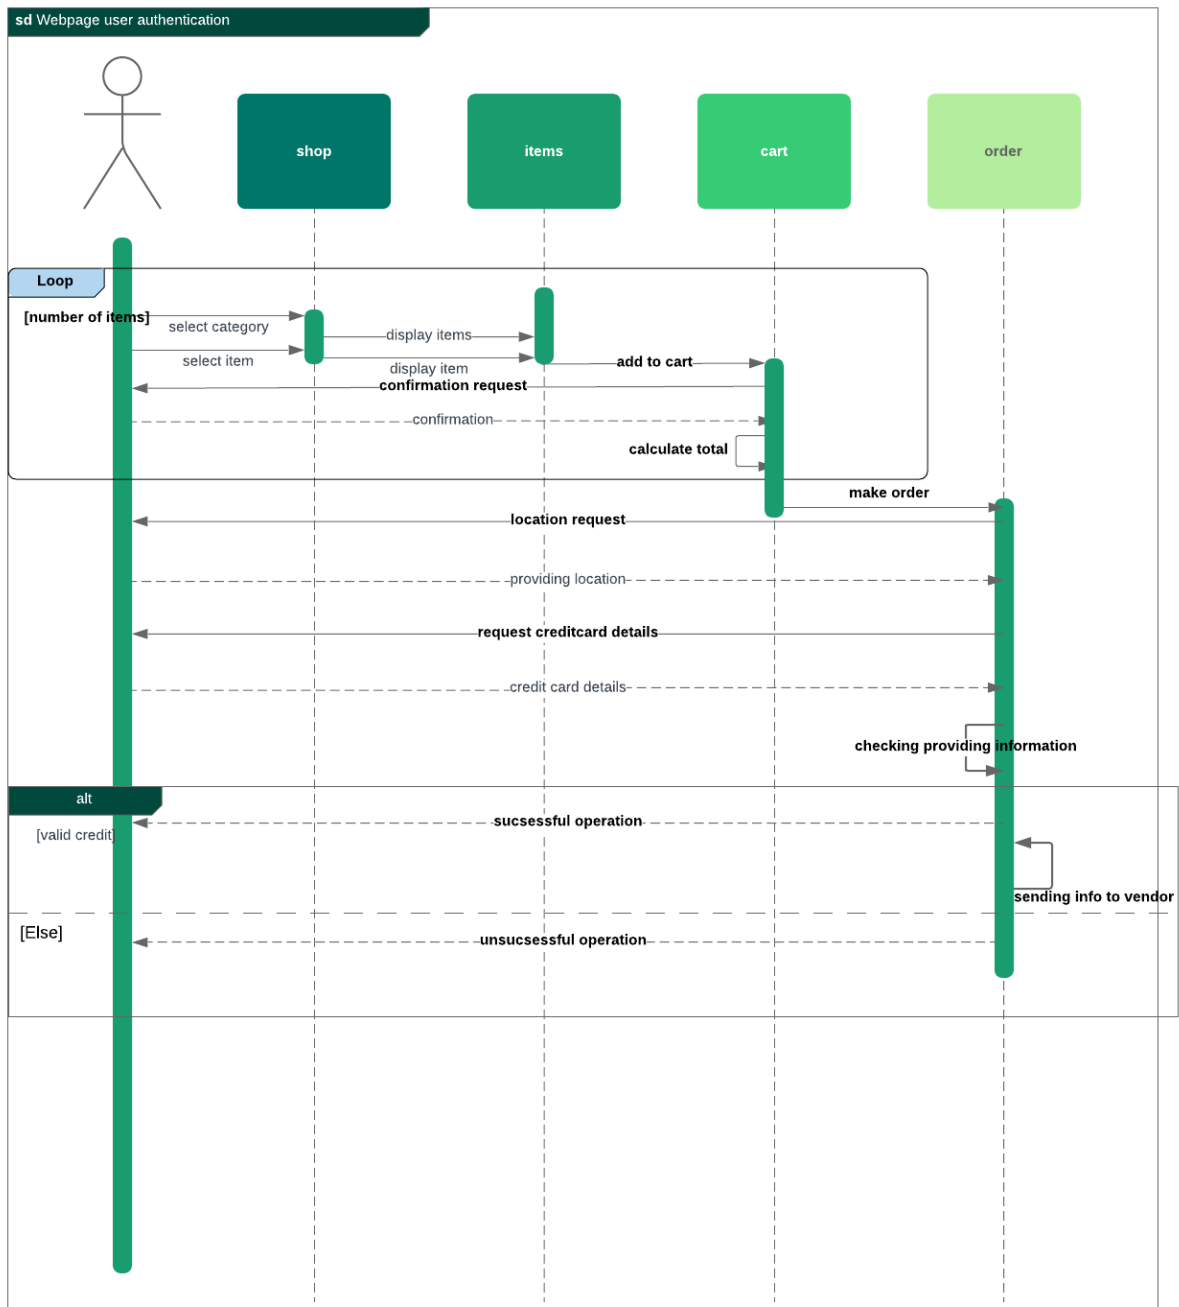 sd Webpage user authentication
shop
items
cart
order
Loop
[number of items]
select category
display items
select item
display item
add to cart
confirmation request
confirmation
calculate total
make order
location request
providing location
request creditcard details
credit card details
checking providing information
alt
[valid credit]
sucsessful operation
sending info to vendor
[Else]
unsucsessful operation